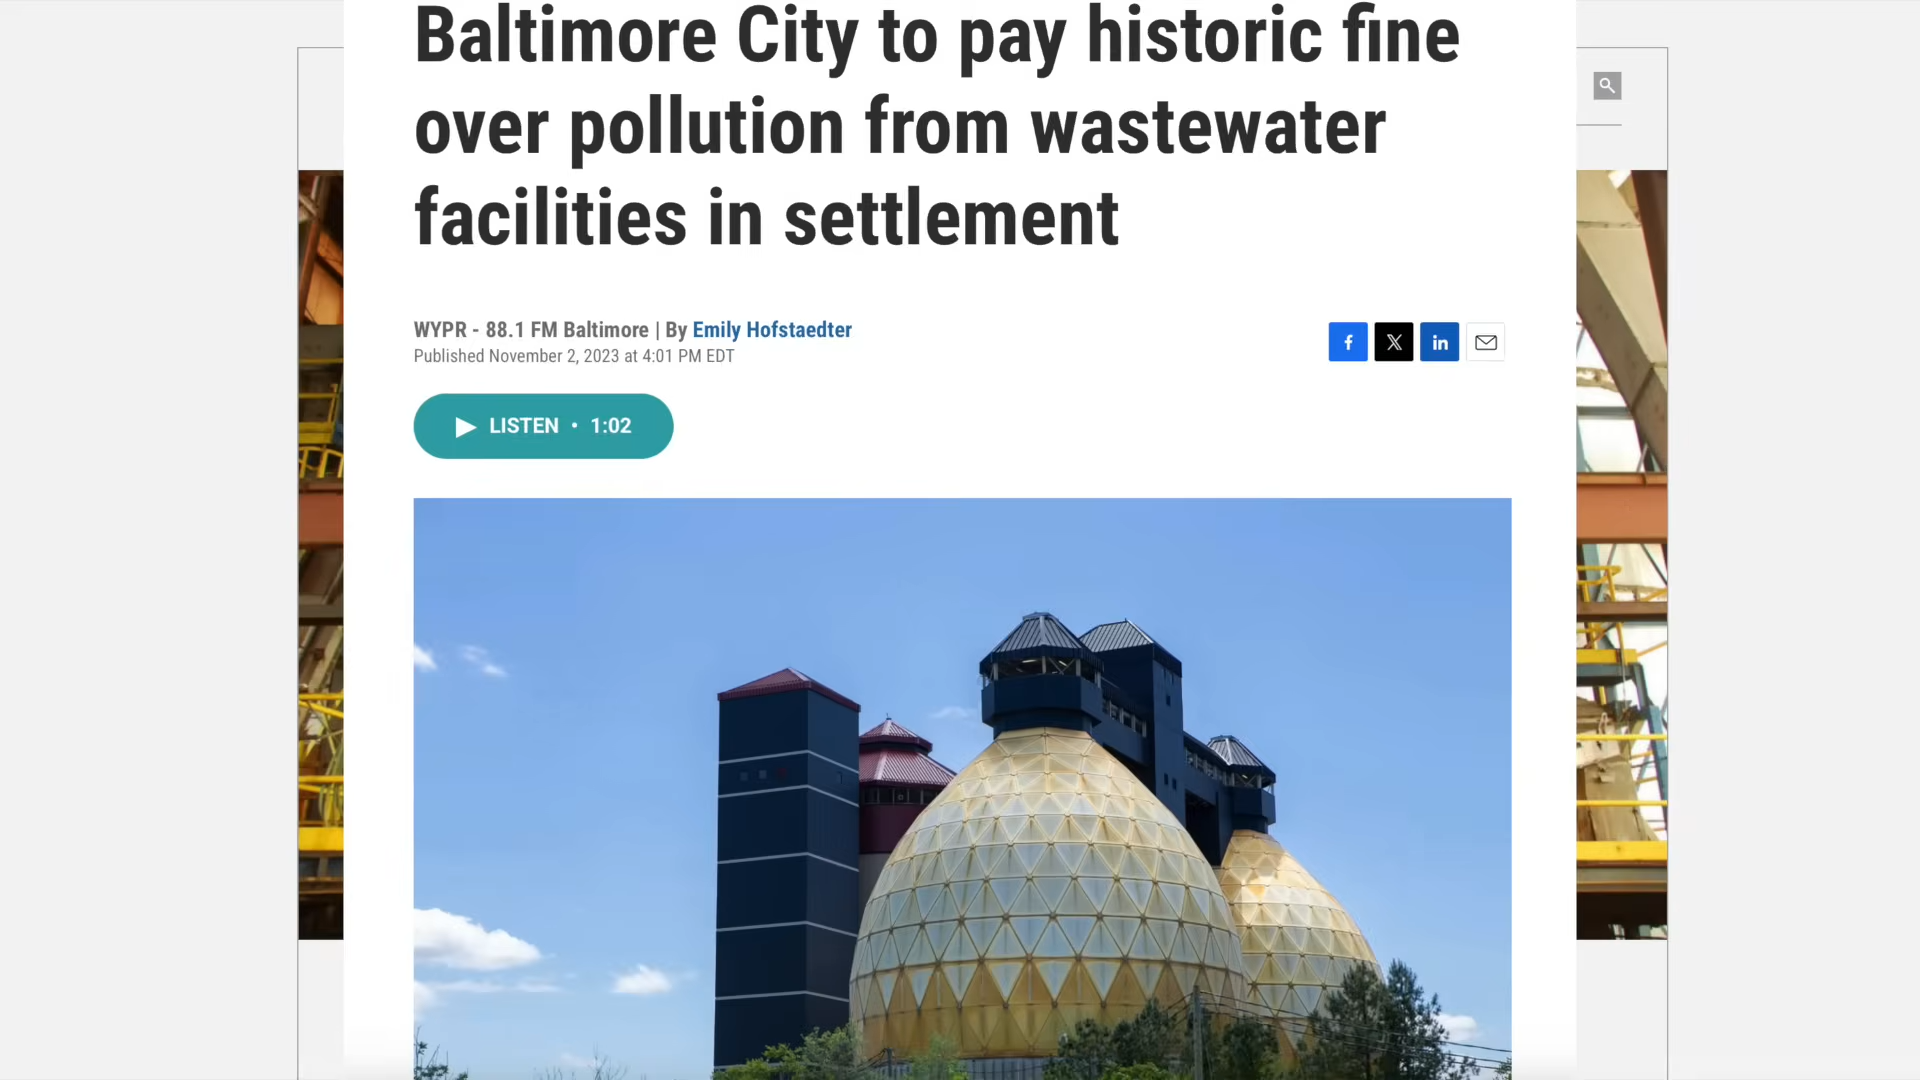 Baltimore City to pay historic fine
over pollution from wastewater
facilities in settlement
WYPR - 88.1 FM Baltimore | By Emily Hofstaedter
Published November 2, 2023 at 4:01 PM EDT
f X in
LISTEN • 1:02